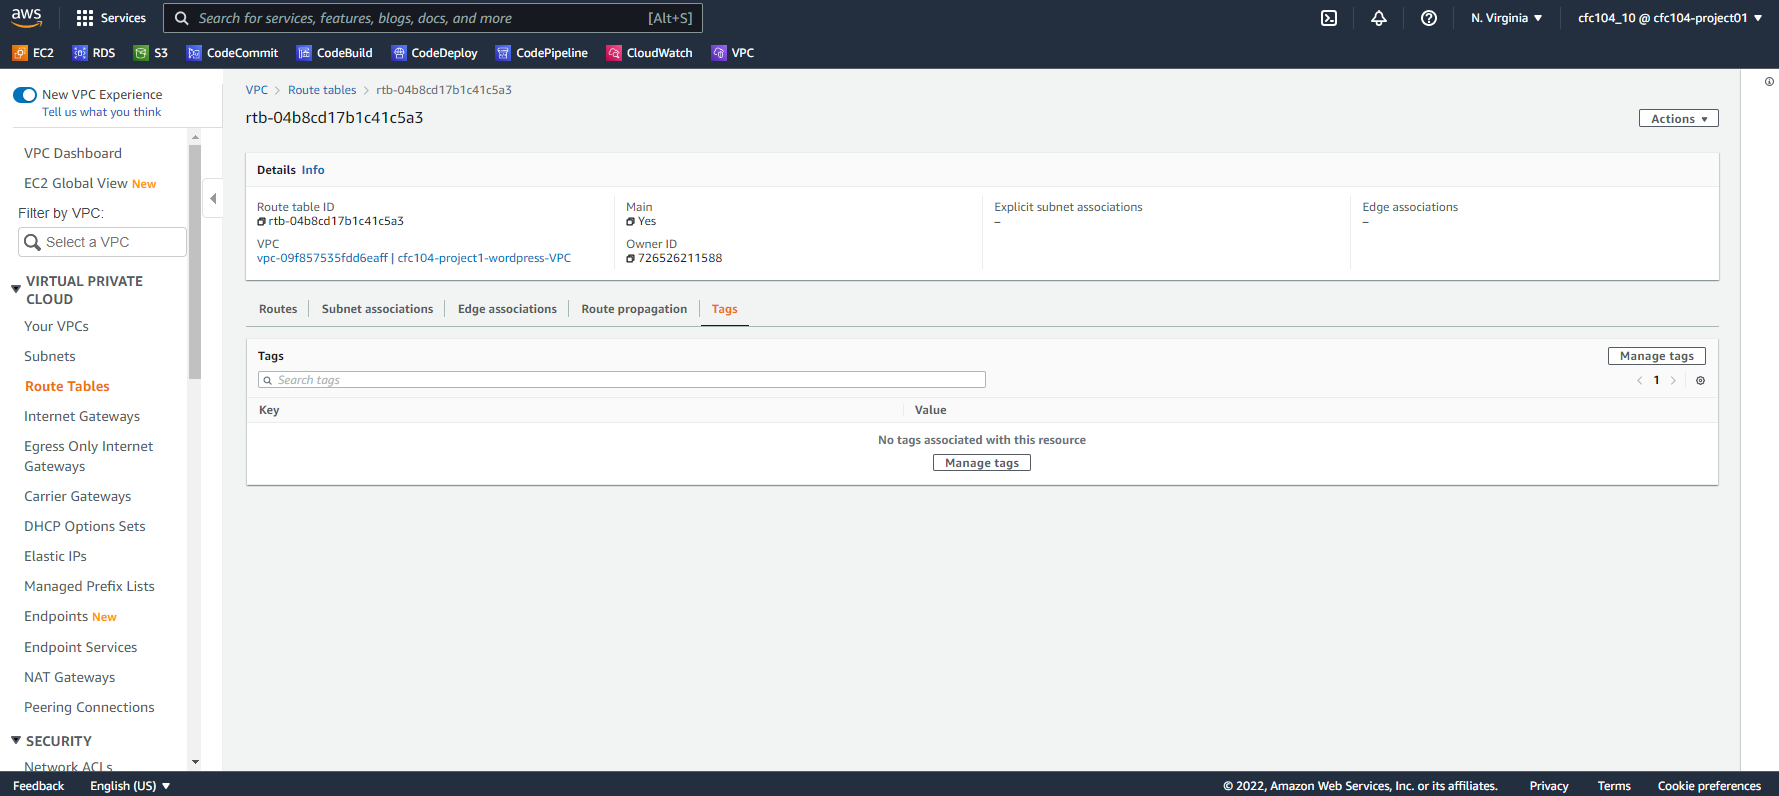 aws
Services
Search for services, features, blogs, docs, and more
[Alt+S]
N. Virginia
cfc104_10 @ cfc104-project01
EC2
RDS
S3
CodeCommit
CodeBuild
CodeDeploy
CodePipeline
CloudWatch
VPC
New VPC Experience
Tell us what you think
VPC Dashboard
EC2 Global View New
Filter by VPC:
Select a VPC
VIRTUAL PRIVATE
CLOUD
Your VPCs
Subnets
Route Tables
Internet Gateways
Egress Only Internet
Gateways
Carrier Gateways
DHCP Options Sets
Elastic IPs
Managed Prefix Lists
Endpoints New
Endpoint Services
NAT Gateways
Peering Connections
SECURITY
Network ACLs
VPC > Route tables > rtb-04b8cd17b1c41c5a3
rtb-04b8cd17b1c41c5a3
Actions
Details Info
Route table ID
rtb-04b8cd17b1c41c5a3
VPC
vpc-09f857535fdd6eaff | cfc104-project1-wordpress-VPC
Main
Yes
Owner ID
726526211588
Explicit subnet associations
–
Edge associations
–
Routes
Subnet associations
Edge associations
Route propagation
Tags
Tags
Manage tags
Search tags
< 1 >
Key
Value
No tags associated with this resource
Manage tags
Feedback
English (US)
© 2022, Amazon Web Services, Inc. or its affiliates.
Privacy
Terms
Cookie preferences